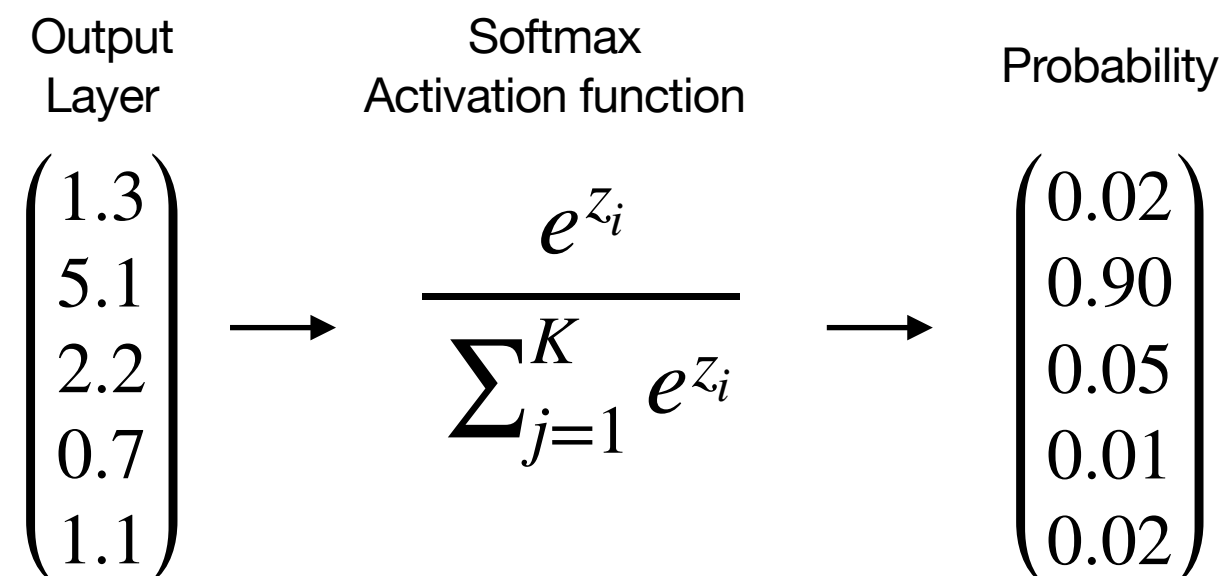 Output
Layer
Softmax
Activation function
Probability
1.3
5.1
2.2
0.7
1.1
e^{z_i}
∑_{j=1}^{K} e^{z_i}
0.02
0.90
0.05
0.01
0.02